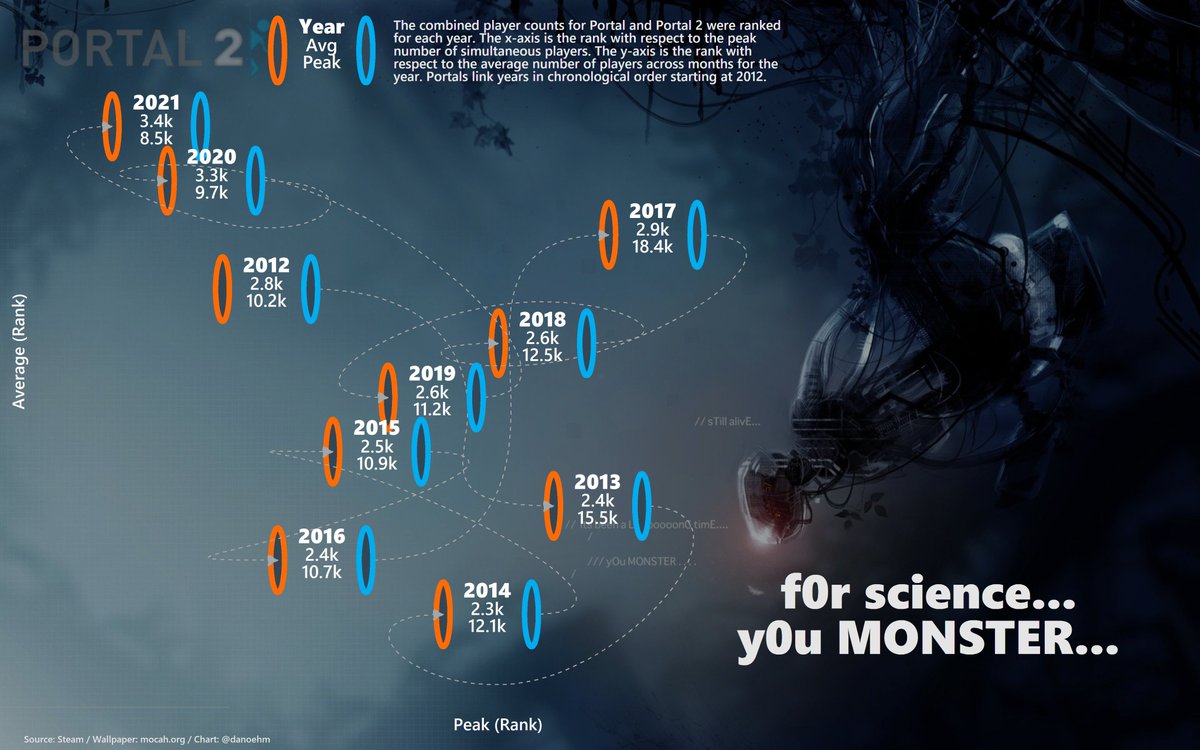 PORTAL 2
Year
Avg
Peak
The combined player counts for Portal and Portal 2 were ranked
for each year. The x-axis is the rank with respect to the peak
number of simultaneous players. The y-axis is the rank with
respect to the average number of players across months for the
year. Portals link years in chronological order starting at 2012.
2021
3.4k
8.5k
2020
3.3k
9.7k
2017
2.9k
18.4k
2012
2.8k
10.2k
2018
2.6k
12.5k
2019
2.6k
11.2k
2015
2.5k
10.9k
2013
2.4k
15.5k
2016
2.4k
10.7k
2014
2.3k
12.1k
Average (Rank)
// sTill alivE...
// been a timE....
/// yOu MONSTER . . . .
f0r science...
y0u MONSTER...
Peak (Rank)
Source: Steam / Wallpaper: mocah.org / Chart: @danoehm